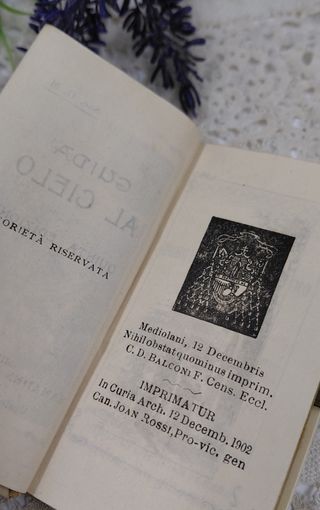 GUIDA
AL CIELO
PRIETÀ RISERVATA
Mediolani, 12 Decembris
Nihil obstat quominus imprim.
C. D. BALCONI F. Cens. Eccl.
IMPRIMATUR
In Curia Arch. 12 Decemb. 1902
Can. JOAN ROSSI, Pro-vic. gen